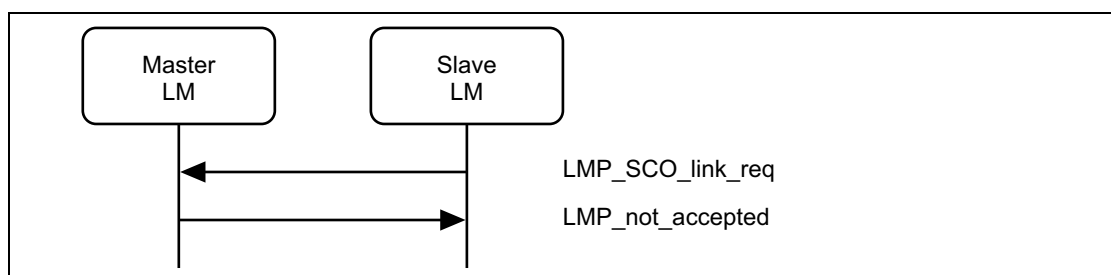 Master
LM
Slave
LM
LMP_SCO_link_req
LMP_not_accepted